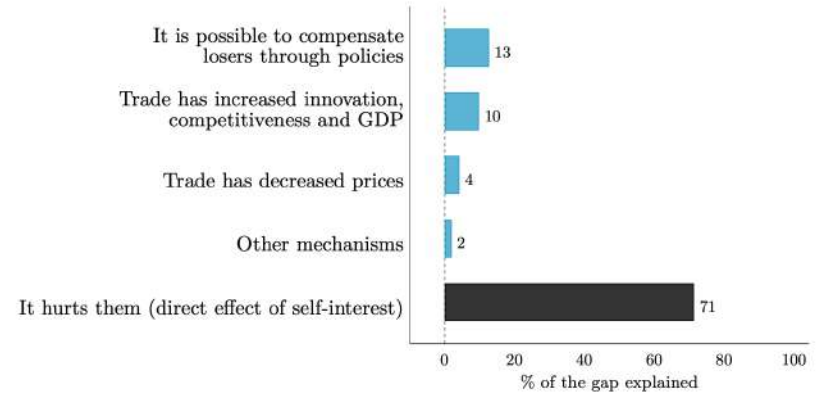 It is possible to compensate
losers through policies
13
Trade has increased innovation,
competitiveness and GDP
10
Trade has decreased prices
4
Other mechanisms
2
It hurts them (direct effect of self-interest)
71
0 20 40 60 80 100
% of the gap explained